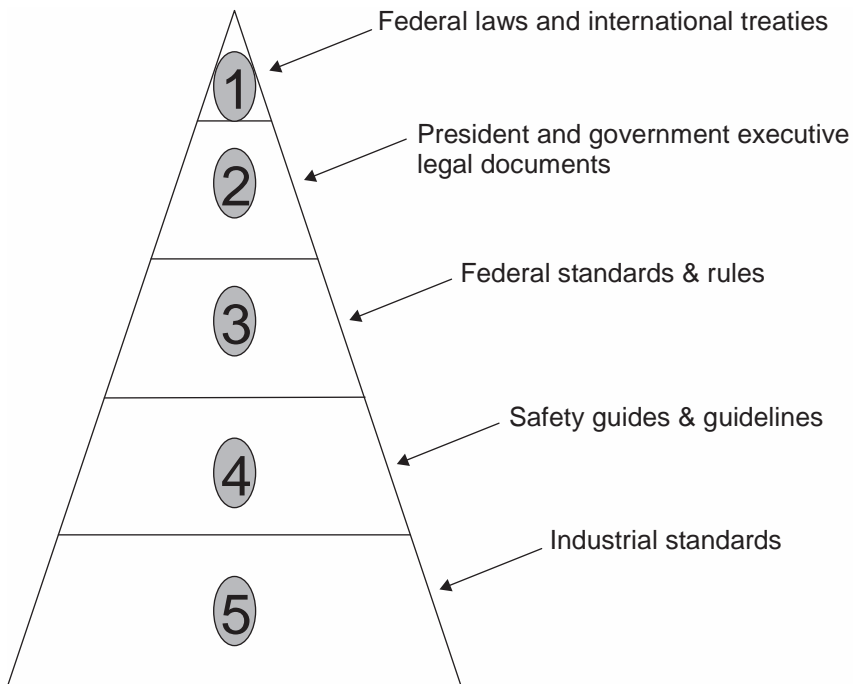 Federal laws and international treaties
1
President and government executive
legal documents
2
Federal standards & rules
3
Safety guides & guidelines
4
Industrial standards
5